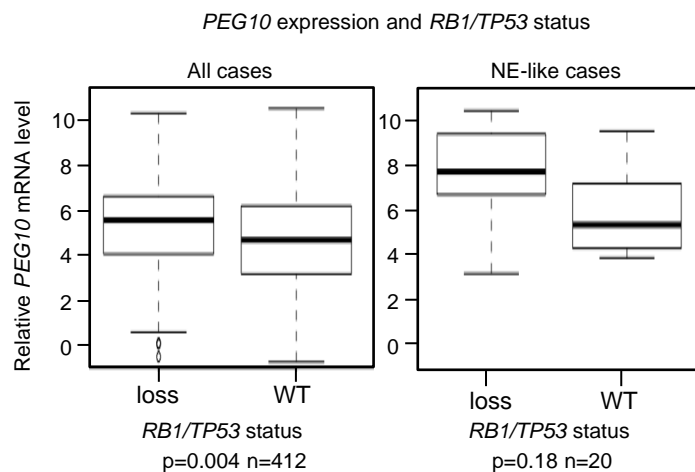 PEG10 expression and RB1/TP53 status
All cases
NE-like cases
Relative PEG10 mRNA level
10
8
6
4
2
0
10
8
6
4
2
0
loss WT
loss WT
RB1/TP53 status
RB1/TP53 status
p=0.004 n=412
p=0.18 n=20